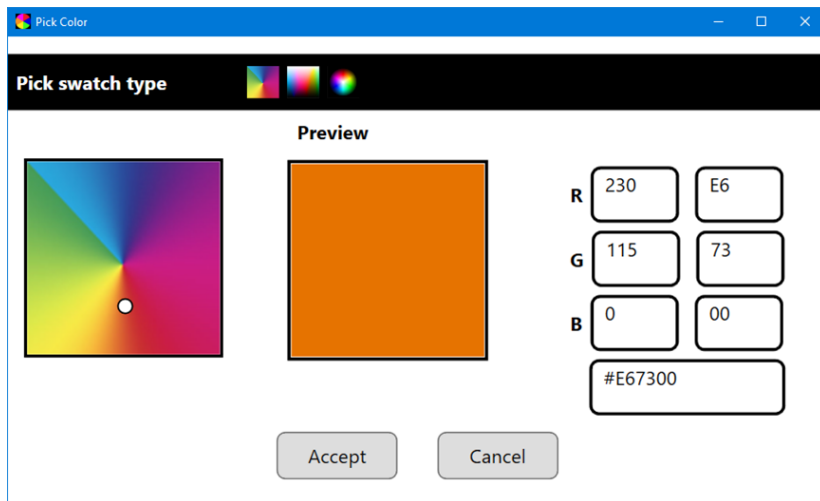 Pick Color
Pick swatch type
Preview
R 230 E6
G 115 73
B 0 00
#E67300
Accept Cancel